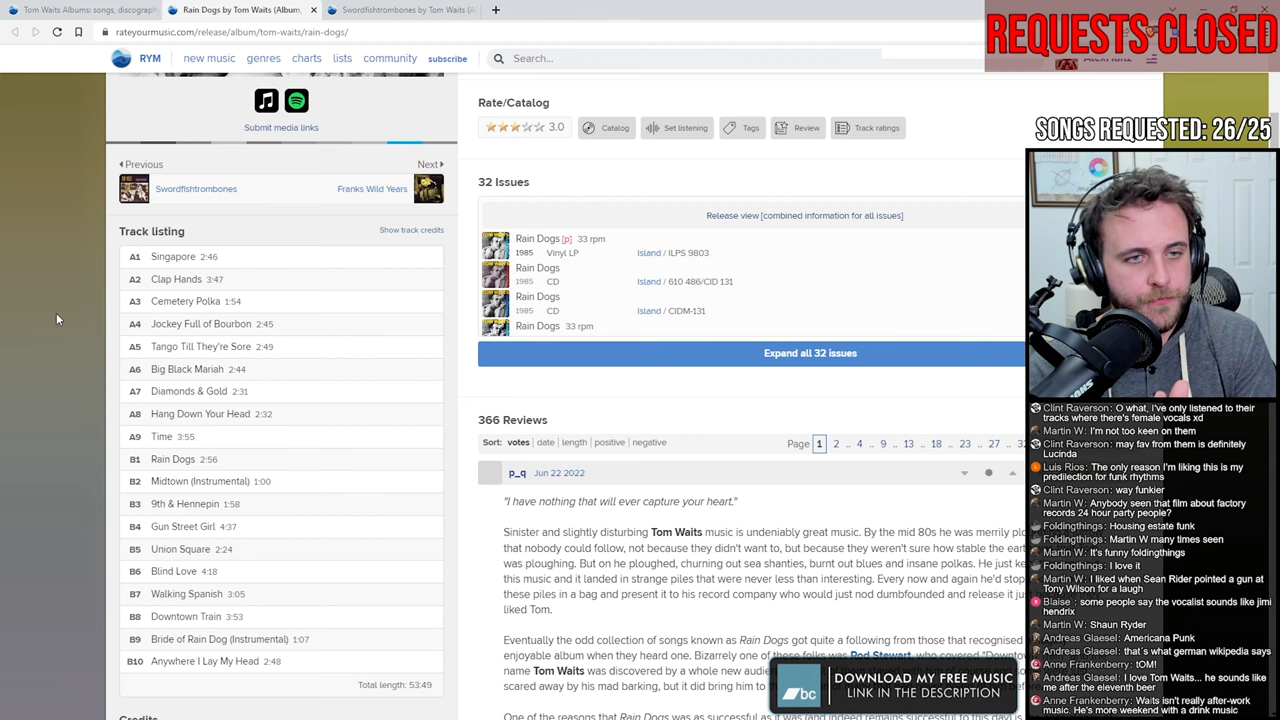 Tom Waits Albums: songs, discograph
Rain Dogs by Tom Waits (Album,
Swordfishtrombones by Tom Waits (A
REQUESTS CLOSED
rateyourmusic.com/release/album/tom-waits/rain-dogs/
RYM
new music
genres
charts
lists
community
subscribe
Search...
Submit media links
Previous
Next
Swordfishtrombones
Franks Wild Years
Track listing
Show track credits
A1 Singapore 2:46
A2 Clap Hands 3:47
A3 Cemetery Polka 1:54
A4 Jockey Full of Bourbon 2:45
A5 Tango Till They're Sore 2:49
A6 Big Black Mariah 2:44
A7 Diamonds & Gold 2:31
A8 Hang Down Your Head 2:32
A9 Time 3:55
B1 Rain Dogs 2:56
B2 Midtown (Instrumental) 1:00
B3 9th & Hennepin 1:58
B4 Gun Street Girl 4:37
B5 Union Square 2:24
B6 Blind Love 4:18
B7 Walking Spanish 3:05
B8 Downtown Train 3:53
B9 Bride of Rain Dog (Instrumental) 1:07
B10 Anywhere I Lay My Head 2:48
Total length: 53:49
Rate/Catalog
3.0
Catalog
Set listening
Tags
Review
Track ratings
32 Issues
Release view [combined information for all issues]
Rain Dogs [p] 33 rpm
1985 Vinyl LP Island / ILPS 9803
Rain Dogs
1985 CD Island / 610 486/CID 131
Rain Dogs
1985 CD Island / CIDM-131
Rain Dogs 33 rpm
Expand all 32 issues
366 Reviews
Sort: votes | date | length | positive | negative
Page 1 2 .. 4 .. 9 .. 13 .. 18 .. 23 .. 27 ..
p_q Jun 22 2022
"I have nothing that will ever capture your heart."
Sinister and slightly disturbing Tom Waits music is undeniably great music. By the mid 80s he was merrily
that nobody could follow, not because they didn't want to, but because they weren't sure how stable the
was ploughing. But on he ploughed, churning out sea shanties, burnt out blues and insane polkas. He just
this music and it landed in strange piles that were never less than interesting. Every now and again he'd
these piles in a bag and present it to his record company who would just nod dumbfounded and release it
liked Tom.
Eventually the odd collection of songs known as Rain Dogs got quite a following from those that recognised
enjoyable album when they heard one. Bizarrely one of these folks was Rod Stewart, who covered
name Tom Waits was discovered by a whole new
scared away by his mad barking, but it did bring him to
One of the reasons that Rain Dogs was as successful as it was
SONGS REQUESTED: 26/25
Clint Raverson: O what, I've only listened to their
tracks where there's female vocals xd
Martin W: I'm not too keen on them
Clint Raverson: may fav from them is definitely
Lucinda
Luis Rios: The only reason I'm liking this is my
predilection for funk rhythms
Clint Raverson: way funkier
Martin W: Anybody seen that film about factory
records 24 hour party people?
Foldingthings: Housing estate funk
Foldingthings: Martin W many times seen
Martin W: It's funny foldingthings
Foldingthings: I love it
Martin W: I liked when Sean Rider pointed a gun at
Tony Wilson for a laugh
Blaise : some people say the vocalist sounds like jimi
hendrix
Martin W: Shaun Ryder
Andreas Glaesel: Americana Punk
Andreas Glaesel: that´s what german wikipedia says
Anne Frankenberry: tOM!
Andreas Glaesel: I love Tom Waits... he sounds like
me after the eleventh beer
Anne Frankenberry: Waits isn't really after-work
music. He's more weekend with a drink music
bc
DOWNLOAD MY FREE MUSIC
LINK IN THE DESCRIPTION